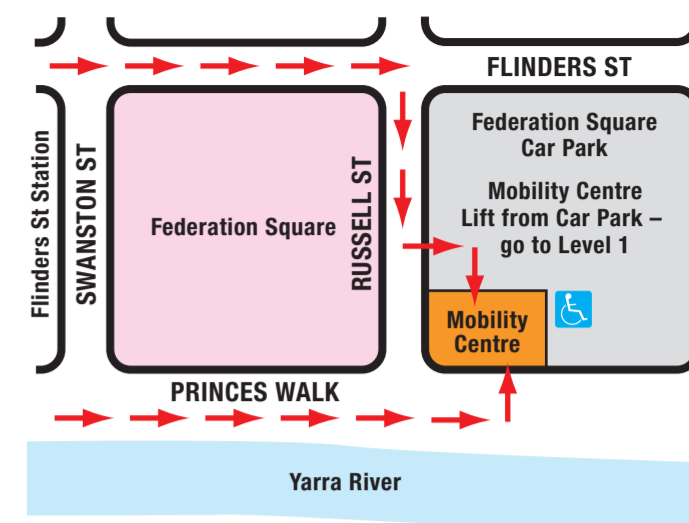 FLINDERS ST
Federation Square
Car Park
Mobility Centre
Lift from Car Park –
go to Level 1
Flinders St Station
SWANSTON ST
Federation Square
RUSSELL ST
Mobility
Centre
PRINCES WALK
Yarra River